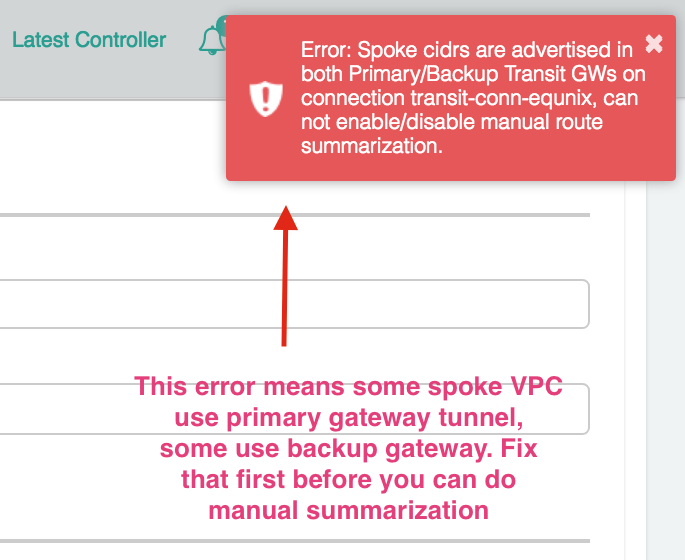 Latest Controller
Error: Spoke cidrs are advertised in
both Primary/Backup Transit GWs on
connection transit-conn-equnix, can
not enable/disable manual route
summarization.
This error means some spoke VPC
use primary gateway tunnel,
some use backup gateway. Fix
that first before you can do
manual summarization